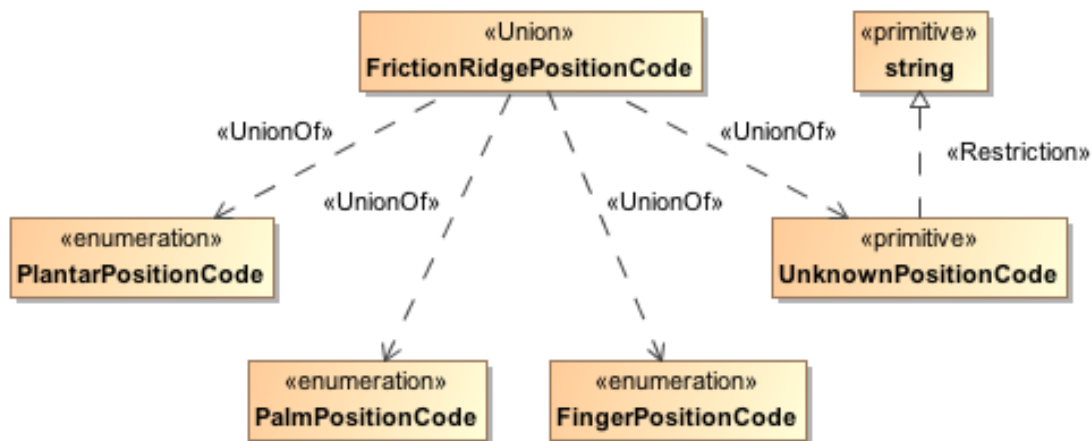 «Union»
FrictionRidgePositionCode
«primitive»
string
«UnionOf»
«UnionOf»
«Restriction»
«UnionOf»
«UnionOf»
«enumeration»
PlantarPositionCode
«primitive»
UnknownPositionCode
«enumeration»
PalmPositionCode
«enumeration»
FingerPositionCode